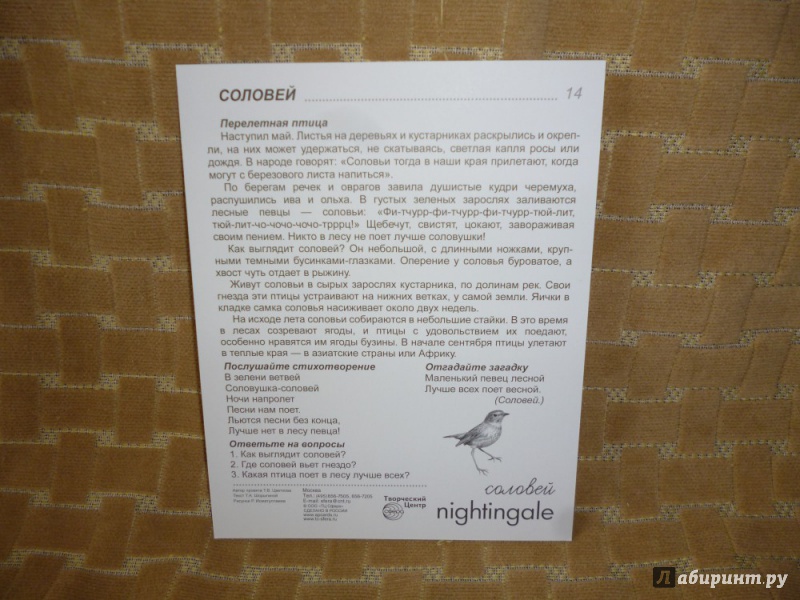 СОЛОВЕЙ 14
Перелетная птица
Наступил май. Листья на деревьях и кустарниках раскрылись и окреп-
ли, на них может удержаться, не скатываясь, светлая капля росы или
дождя. В народе говорят: «Соловьи тогда в наши края прилетают, когда
могут с березового листа напиться».
По берегам речек и оврагов завила душистые кудри черемуха,
распушились ива и ольха. В густых зеленых зарослях заливаются
лесные певцы — соловьи: «Фи-тчурр-фи-тчурр-фи-тчурр-тюй-лит,
тюй-лит-чо-чочо-чочо-трррц!» Щебечут, свистят, цокают, завораживая
своим пением. Никто в лесу не поет лучше соловушки!
Как выглядит соловей? Он небольшой, с длинными ножками, круп-
ными темными бусинками-глазками. Оперение у соловья буроватое, а
хвост чуть отдает в рыжину.
Живут соловьи в сырых зарослях кустарника, по долинам рек. Свои
гнезда эти птицы устраивают на нижних ветках, у самой земли. Яички в
кладке самка соловья насиживает около двух недель.
На исходе лета соловьи собираются в небольшие стайки. В это время
в лесах созревают ягоды, и птицы с удовольствием их поедают,
особенно нравятся им ягоды бузины. В начале сентября птицы улетают
в теплые края — в азиатские страны или Африку.
Послушайте стихотворение
В зелени ветвей
Соловушка-соловей
Ночи напролет
Песни нам поет.
Льются песни без конца,
Лучше нет в лесу певца!
Ответьте на вопросы
1. Как выглядит соловей?
2. Где соловей вьет гнездо?
3. Какая птица поет в лесу лучше всех?
Отгадайте загадку
Маленький певец лесной
Лучше всех поет весной.
(Соловей.)
Москва
Творческий
Центр
СФЕРА
соловей
nightingale
Лабиринт.ру